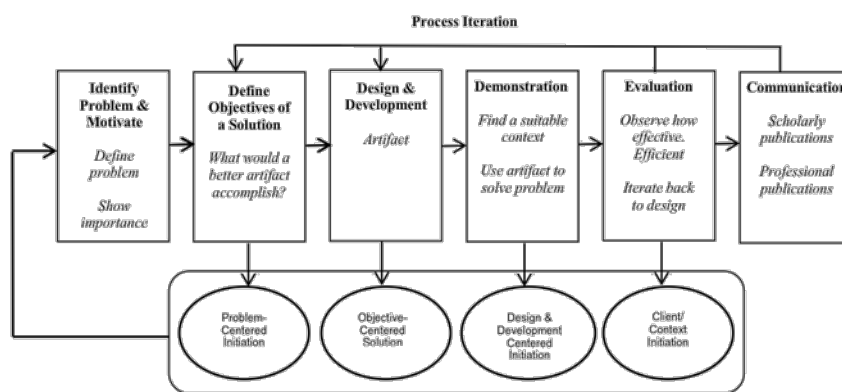 Process Iteration
Identify
Problem &
Motivate
Define
problem
Show
importance
Define
Objectives of
a Solution
What would a
better artifact
accomplish?
Design &
Development
Artifact
Demonstration
Find a suitable
context
Use artifact to
solve problem
Evaluation
Observe how
effective.
Efficient
Iterate back
to design
Communication
Scholarly
publications
Professional
publications
Problem-
Centered
Initiation
Objective-
Centered
Solution
Design &
Development
Centered
Initiation
Client/
Context
Initiation